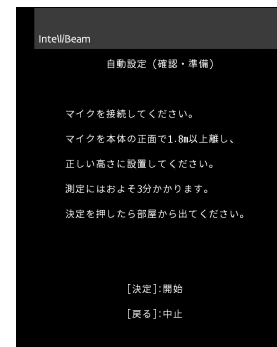 IntelliBeam
自動設定(確認・準備)
マイクを接続してください。
マイクを本体の正面で1.8m以上離し、
正しい高さに設置してください。
測定にはおよそ3分かかります。
決定を押したら部屋から出てください。
[決定]:開始
[戻る]:中止